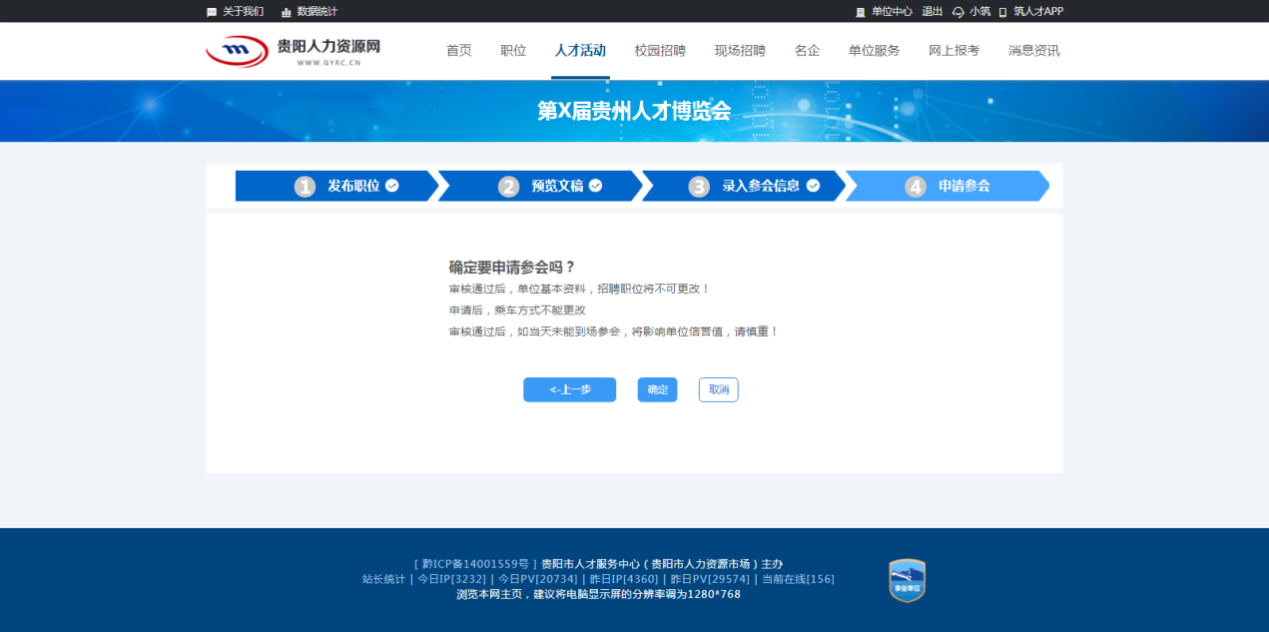 关于我们 数据统计 单位中心 退出 小筑 筑人才APP
贵阳人力资源网
WWW.GYRC.CN
首页 职位 人才活动 校园招聘 现场招聘 名企 单位服务 网上报考 消息资讯
第X届贵州人才博览会
1 发布职位 2 预览文稿 3 录入参会信息 4 申请参会
确定要申请参会吗？
审核通过后，单位基本资料，招聘职位将不可更改！
申请后，乘车方式不能更改
审核通过后，如当天未能到场参会，将影响单位信誉值，请慎重！
<-上一步 确定 取消
[ 黔ICP备14001559号 ] 贵阳市人才服务中心（贵阳市人力资源市场）主办
站长统计 | 今日IP[3232] | 今日PV[20734] | 昨日IP[4360] | 昨日PV[29574] | 当前在线[156]
浏览本网主页，建议将电脑显示屏的分辨率调为1280*768
事业单位